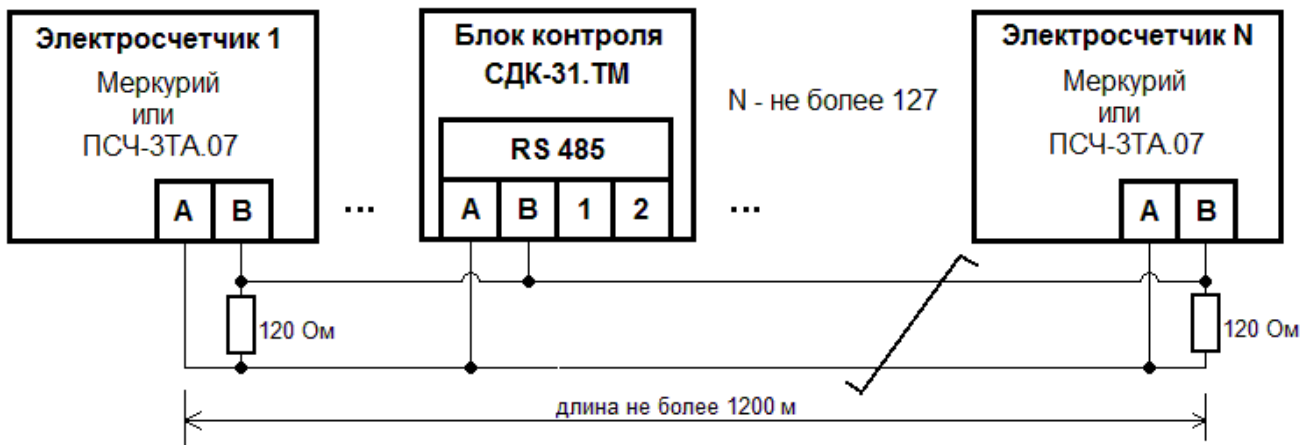 Электросчетчик 1
Меркурий
или
ПСЧ-3ТА.07
A B
...
Блок контроля
СДК-31.ТМ
RS 485
A B 1 2
N - не более 127
...
Электросчетчик N
Меркурий
или
ПСЧ-3ТА.07
A B
120 Ом
120 Ом
длина не более 1200 м